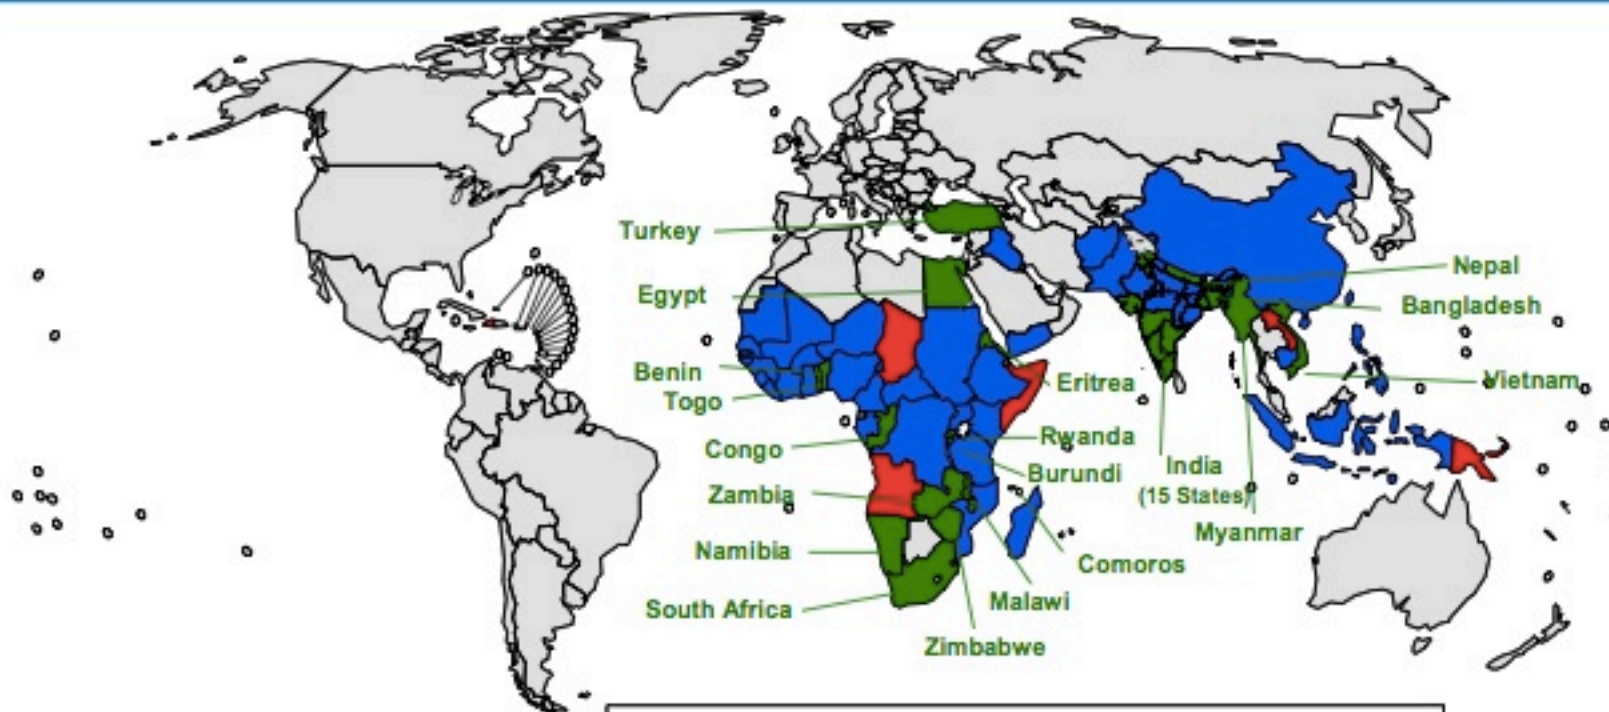 Turkey
Nepal
Egypt
Bangladesh
Benin
Eritrea
Vietnam
Togo
Congo
Rwanda
India
Burundi
(15 States)
Zambia
Myanmar
Namibia
Comoros
South Africa
Malawi
Zimbabwe